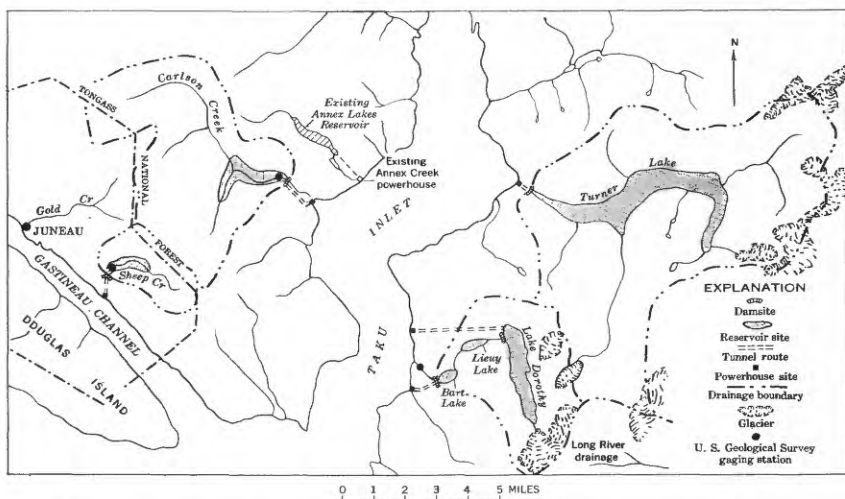 N
Carlson
Creek
TONGASS
NATIONAL
FOREST
Existing
Annex Lakes
Reservoir
Existing
Annex Creek
powerhouse
Gold Cr
JUNEAU
Sheep Cr
GASTINEAU CHANNEL
DOUGLAS
ISLAND
TAKU
INLET
Turner
Lake
Lake
Dorothy
Lieuy
Lake
Bart
Lake
Long River
drainage
EXPLANATION
Damsite
Reservoir site
Tunnel route
Powerhouse site
Drainage boundary
Glacier
U. S. Geological Survey
gaging station
0 1 2 3 4 5 MILES